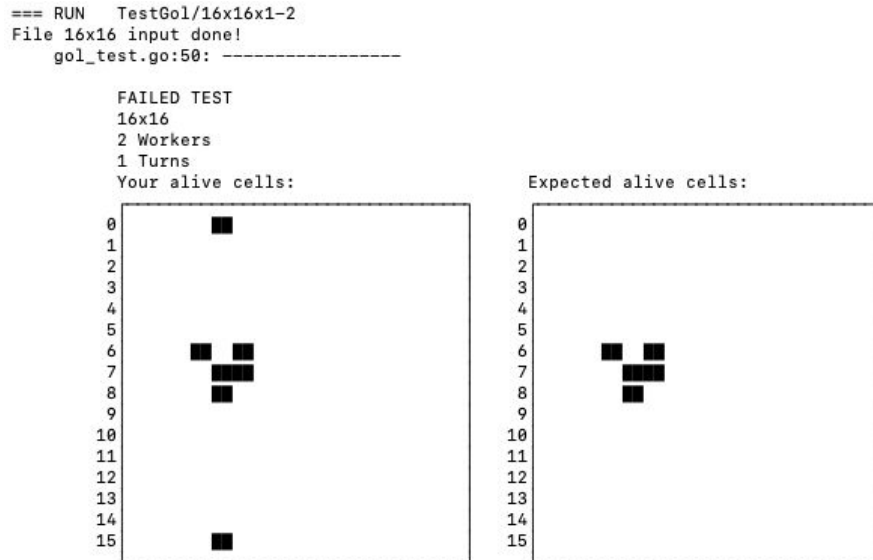 === RUN   TestGol/16x16x1-2
File 16x16 input done!
gol_test.go:50: -----------------
FAILED TEST
16x16
2 Workers
1 Turns
Your alive cells: Expected alive cells:
0 0
1 1
2 2
3 3
4 4
5 5
6 6
7 7
8 8
9 9
10 10
11 11
12 12
13 13
14 14
15 15